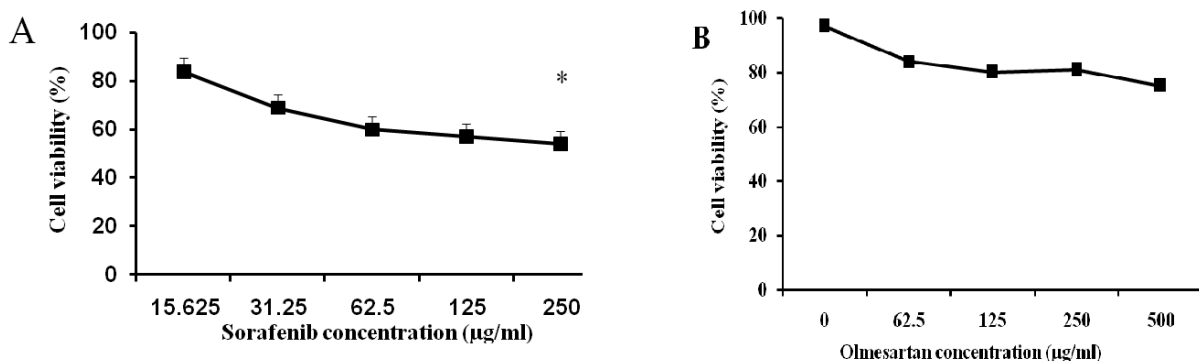 A
Cell viability (%)
100
80
60
40
20
0
15.625 31.25 62.5 125 250
*
Sorafenib concentration (µg/ml)
B
Cell viability (%)
100
80
60
40
20
0
0 62.5 125 250 500
Olmesartan concentration (µg/ml)